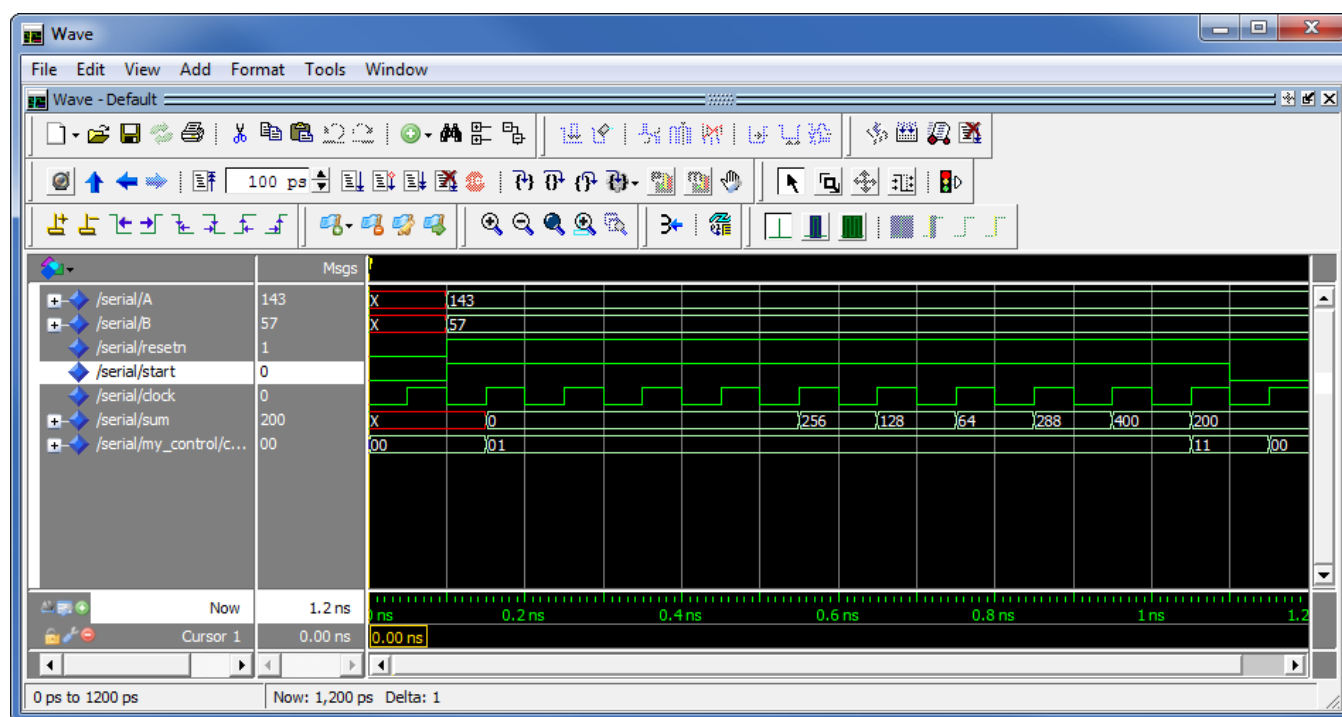 Wave
File Edit View Add Format Tools Window
Wave - Default
100 ps
Msgs
/serial/A 143 X 143
/serial/B 57 X 57
/serial/resetn 1
/serial/start 0
/serial/clock 0
/serial/sum 200 X 0 256 128 64 288 400 200
/serial/my_control/c... 00 00 01 11 00
Now 1.2 ns ns 0.2 ns 0.4 ns 0.6 ns 0.8 ns 1 ns 1.2
Cursor 1 0.00 ns 0.00 ns
0 ps to 1200 ps Now: 1,200 ps Delta: 1